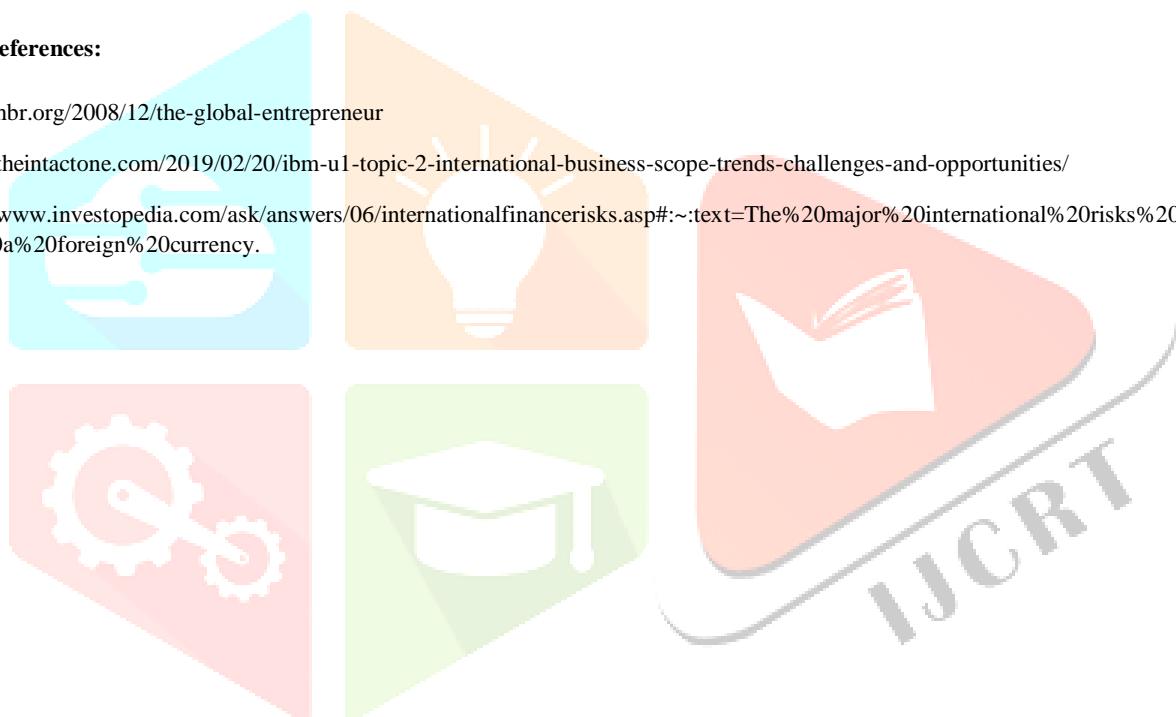 eferences:
hbr.org/2008/12/the-global-entrepreneur
theintactone.com/2019/02/20/ibm-u1-topic-2-international-business-scope-trends-challenges-and-opportunities/
www.investopedia.com/ask/answers/06/internationalfinancerisks.asp#:~:text=The%20major%20international%20risks%20
a%20foreign%20currency.
IJCRT